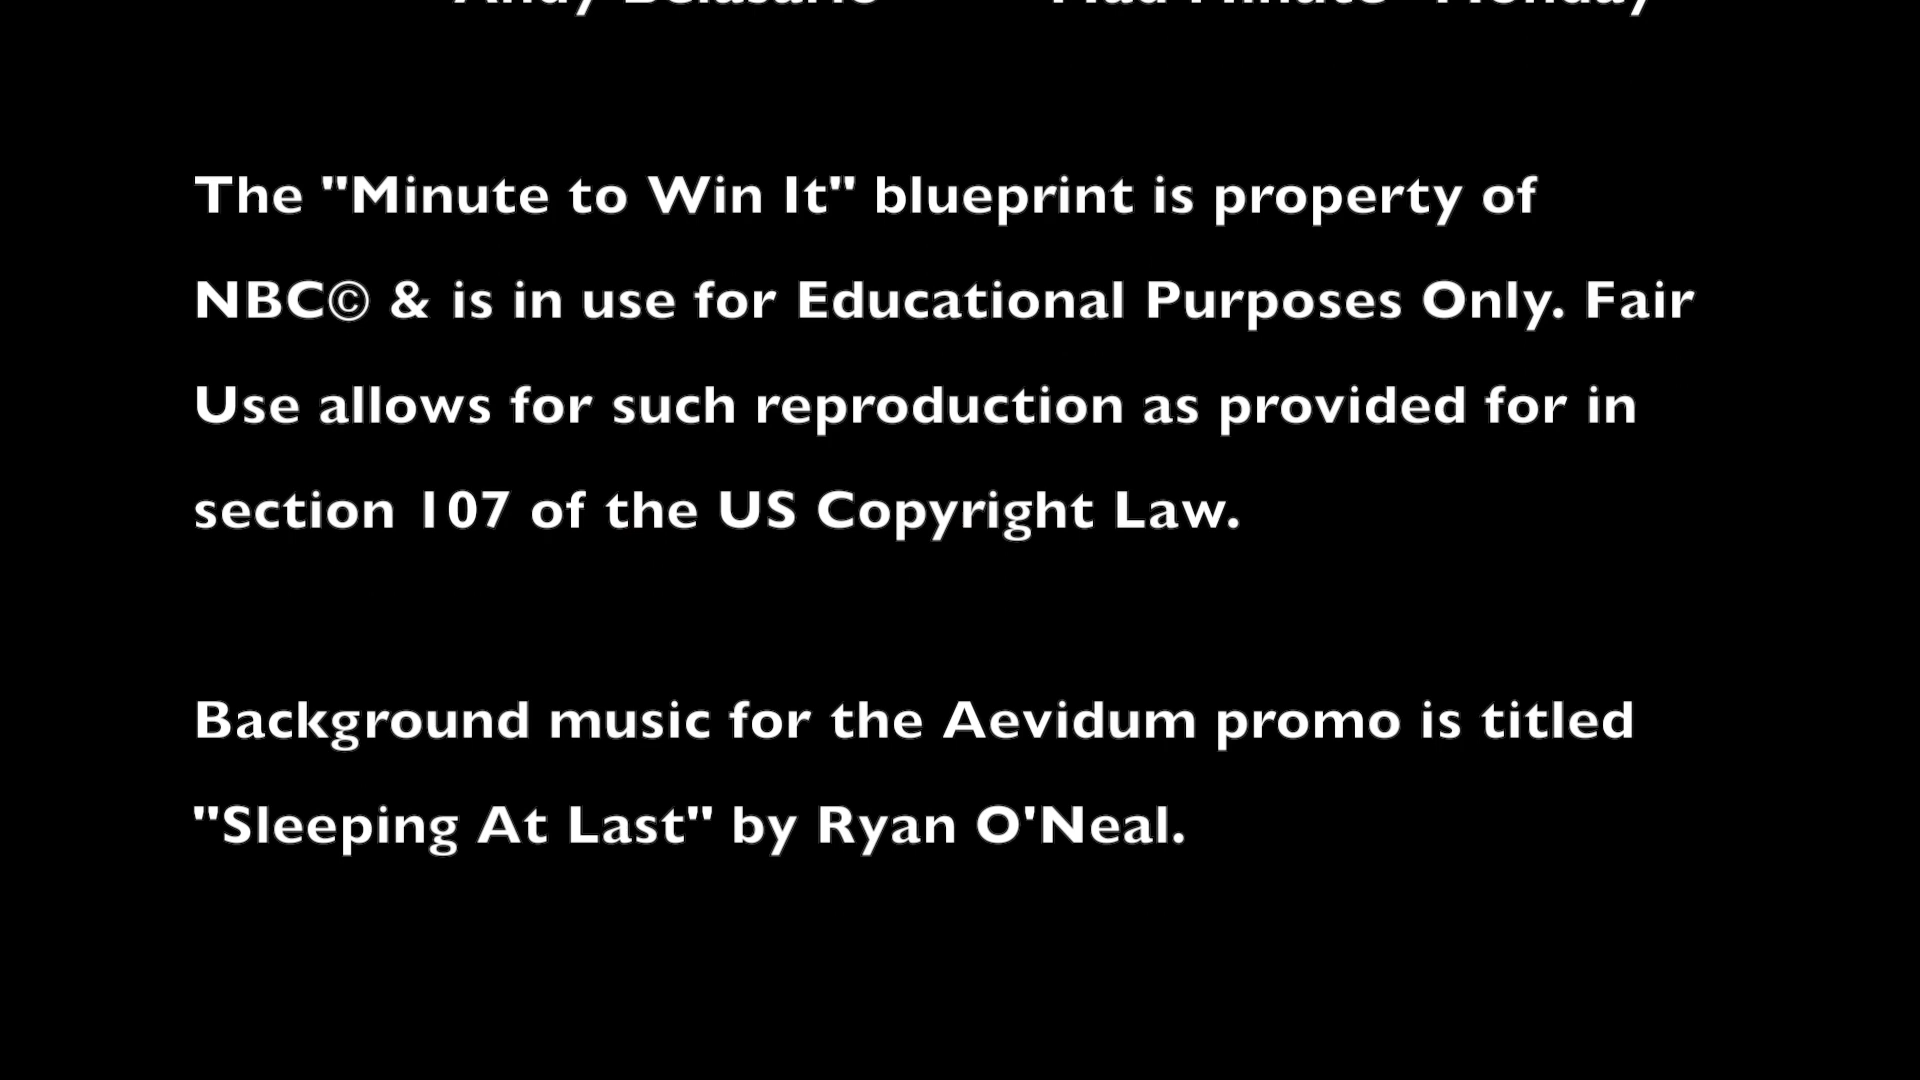 The "Minute to Win It" blueprint is property of
NBC© & is in use for Educational Purposes Only. Fair
Use allows for such reproduction as provided for in
section 107 of the US Copyright Law.
Background music for the Aevidum promo is titled
"Sleeping At Last" by Ryan O'Neal.